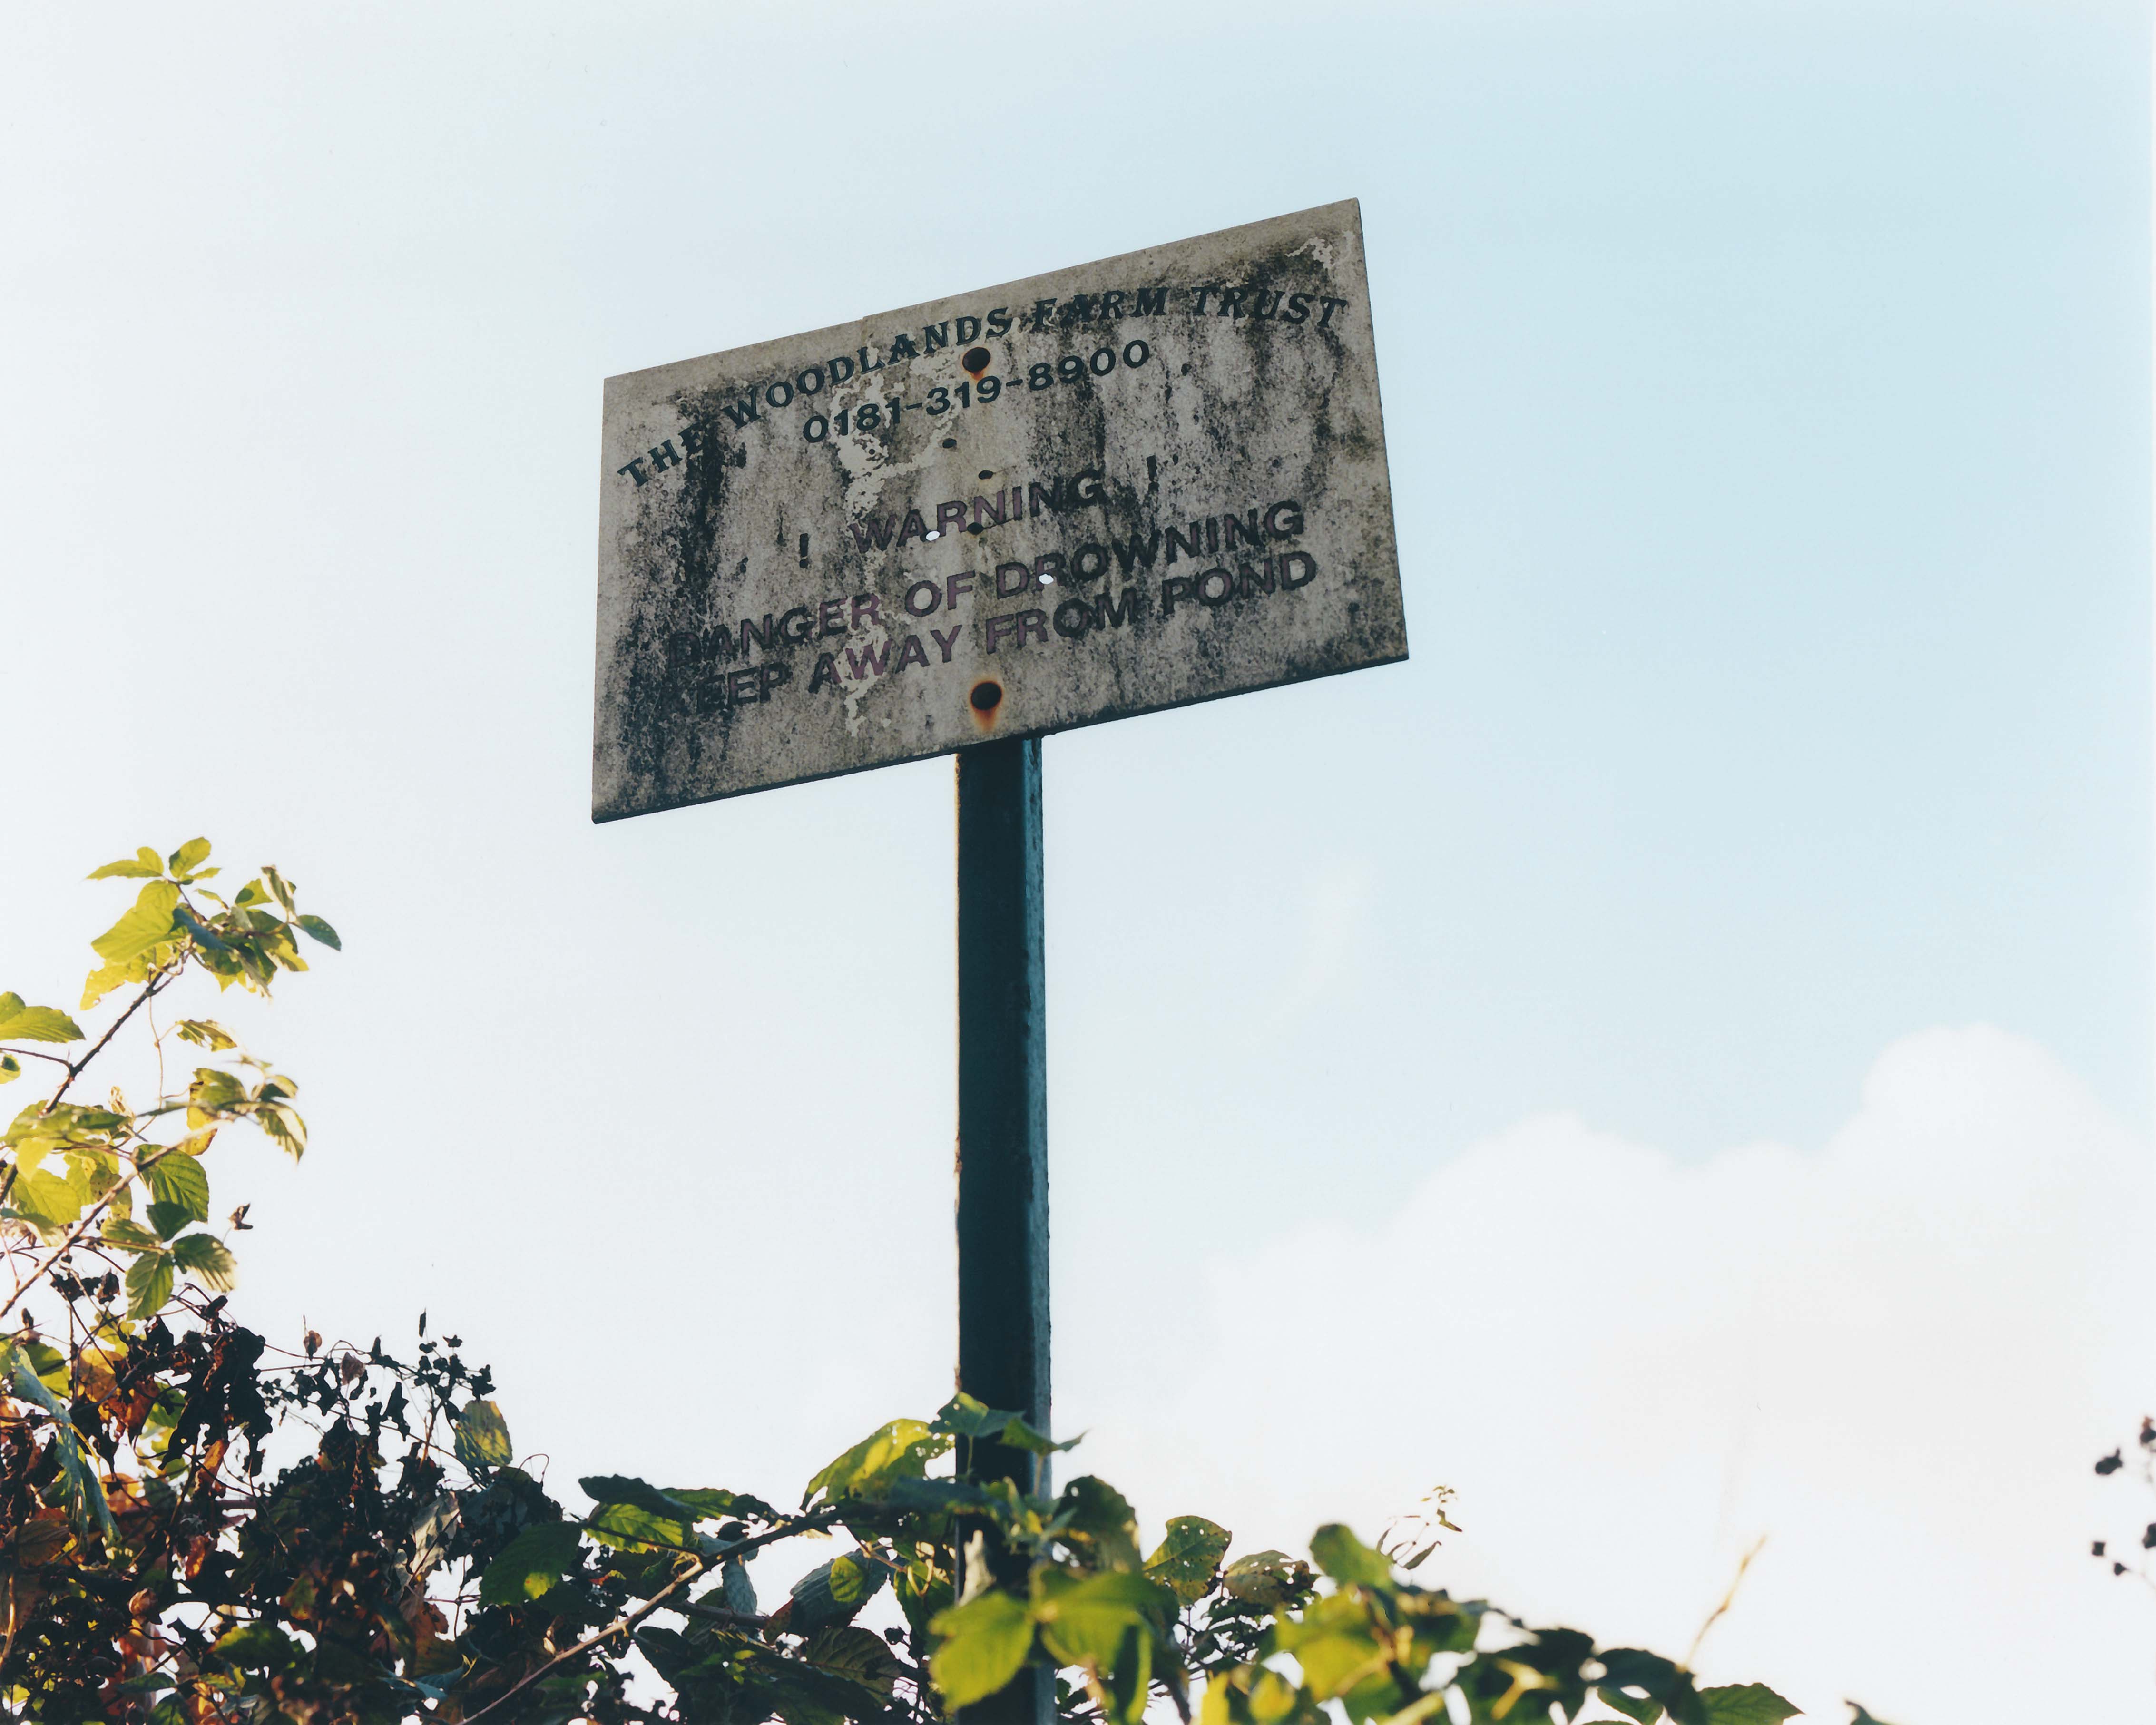 THE WOODLANDS FARM TRUST
0181-319-8900
! WARNING !
DANGER OF DROWNING
KEEP AWAY FROM POND